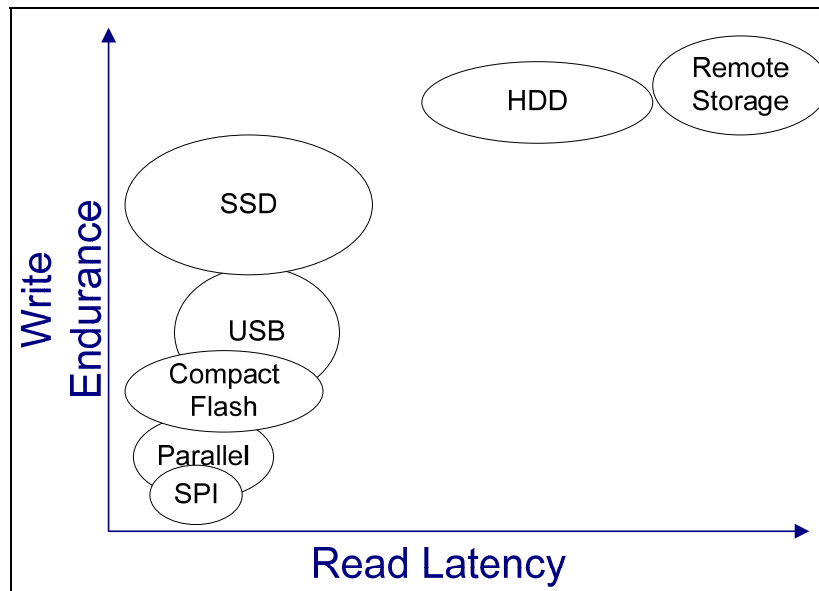 Remote
Storage
HDD
SSD
USB
Compact
Flash
Parallel
SPI
Write
Endurance
Read Latency